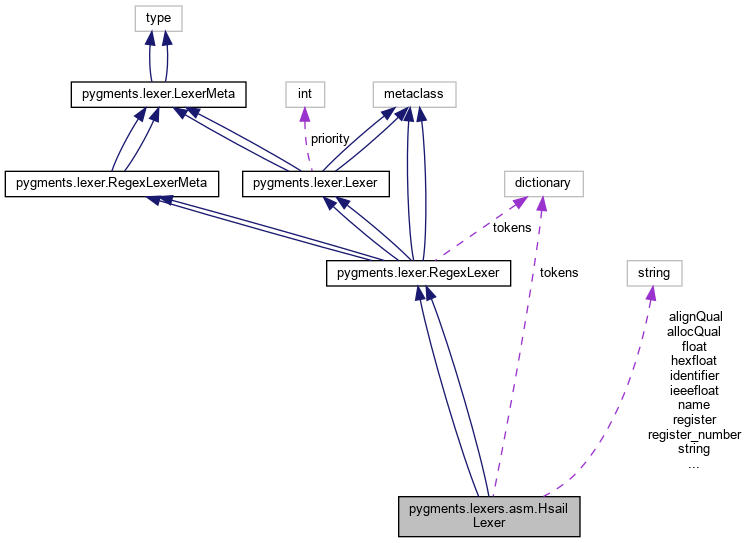 type
pygments.lexer.LexerMeta
int
metaclass
priority
pygments.lexer.RegexLexerMeta
pygments.lexer.Lexer
dictionary
tokens
pygments.lexer.RegexLexer
tokens
string
alignQual
allocQual
float
hexfloat
identifier
ieeefloat
name
register
register_number
string
...
pygments.lexers.asm.Hsail
Lexer